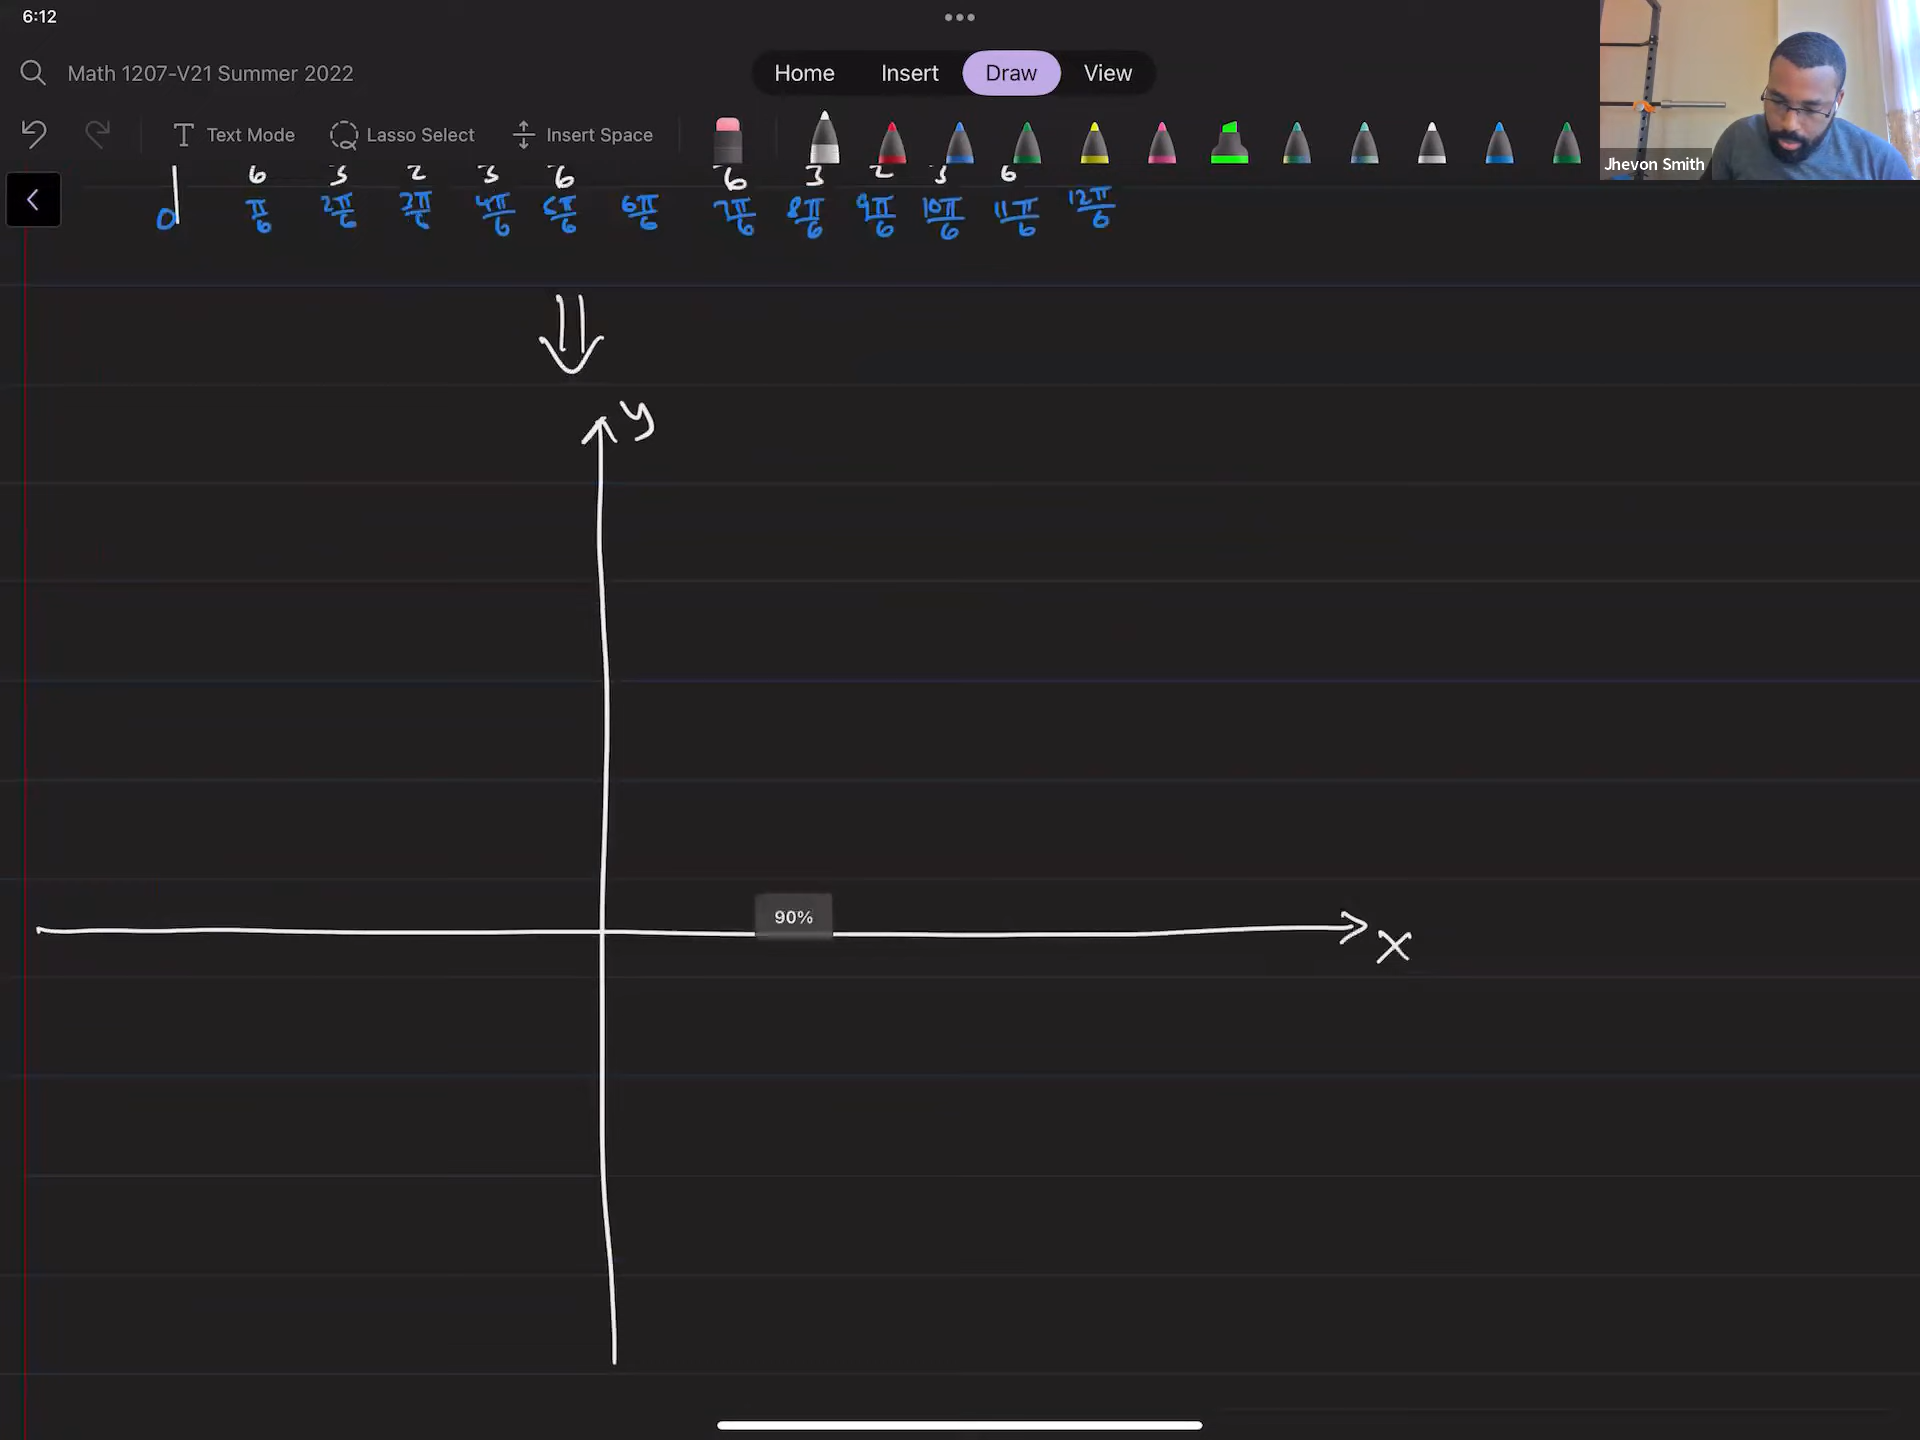 6:12
Math 1207-V21 Summer 2022
Home Insert Draw View
Text Mode Lasso Select Insert Space
Jhevon Smith
6 3 2 3 6 6 3 2 3 6
0 π/6 2π/6 3π/6 4π/6 5π/6 6π/6 7π/6 8π/6 9π/6 10π/6 11π/6 12π/6
y
90%
x